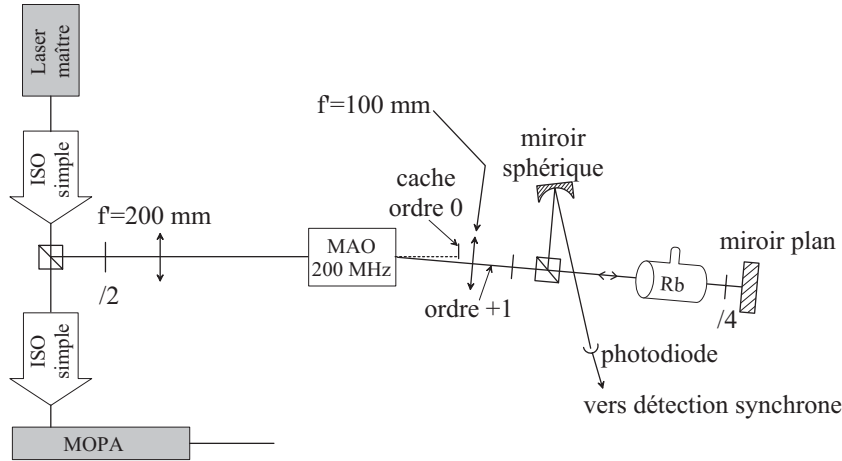 Laser
maître
ISO
simple
f'=200 mm
/2
MAO
200 MHz
f'=100 mm
cache
ordre 0
ordre +1
miroir
sphérique
Rb
miroir plan
/4
photodiode
vers détection synchrone
ISO
simple
MOPA